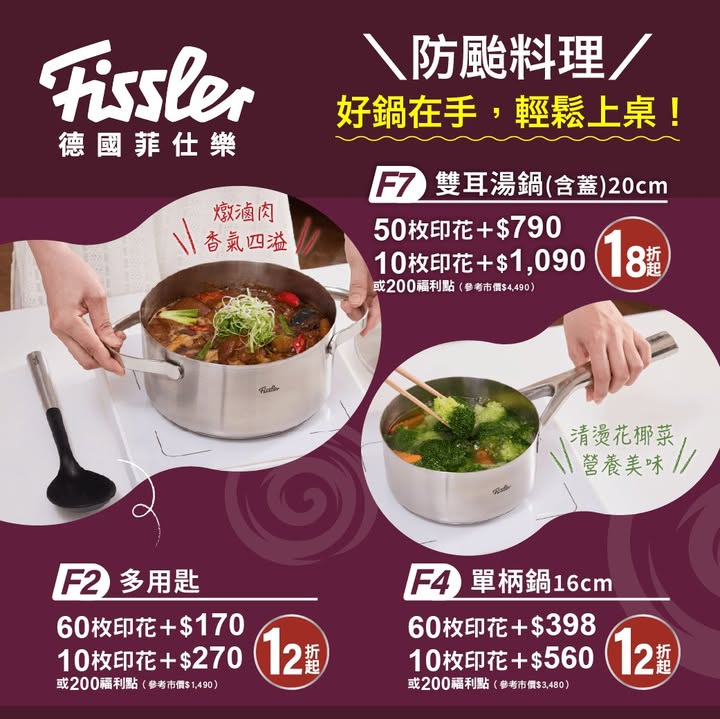 Fissler
德國菲仕樂
\防颱料理/
好鍋在手，輕鬆上桌！
F7 雙耳湯鍋(含蓋)20cm
50枚印花＋$790
10枚印花＋$1,090
或200福利點（參考市價$4,490）
18折起
燉滷肉
香氣四溢
Fissler
清燙花椰菜
營養美味
Fissler
F2 多用匙
60枚印花＋$170
10枚印花＋$270
或200福利點（參考市價$1,490）
12折起
F4 單柄鍋16cm
60枚印花＋$398
10枚印花＋$560
或200福利點（參考市價$3,480）
12折起